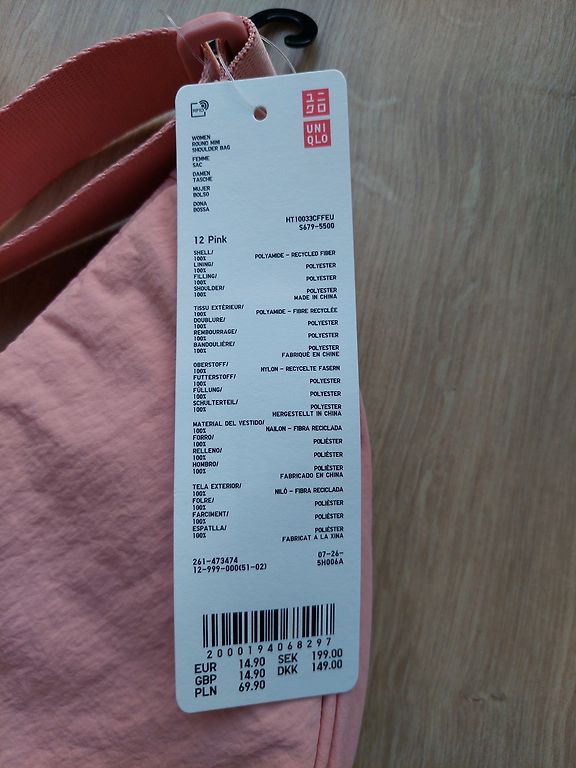 RFID
ユニ
クロ
UNI
QLO
WOMEN
ROUND MINI
SHOULDER BAG
FEMME
SAC
DAMEN
TASCHE
MUJER
BOLSO
DONA
BOSSA
HT10033CFFEU
S679-5500
12 Pink
SHELL/
100% POLYAMIDE - RECYCLED FIBER
LINING/
100% POLYESTER
FILLING/
100% POLYESTER
SHOULDER/
100% POLYESTER
MADE IN CHINA
TISSU EXTÉRIEUR/
100% POLYAMIDE - FIBRE RECYCLÉE
DOUBLURE/
100% POLYESTER
REMBOURRAGE/
100% POLYESTER
BANDOULIÈRE/
100% POLYESTER
FABRIQUÉ EN CHINE
OBERSTOFF/
100% NYLON - RECYCELTE FASERN
FUTTERSTOFF/
100% POLYESTER
FÜLLUNG/
100% POLYESTER
SCHULTERTEIL/
100% POLYESTER
HERGESTELLT IN CHINA
MATERIAL DEL VESTIDO/
100% NAILON - FIBRA RECICLADA
FORRO/
100% POLIÉSTER
RELLENO/
100% POLIÉSTER
HOMBRO/
100% POLIÉSTER
FABRICADO EN CHINA
TELA EXTERIOR/
100% NILÓ - FIBRA RECICLADA
FOLRE/
100% POLIÈSTER
FARCIMENT/
100% POLIÈSTER
ESPATLLA/
100% POLIÈSTER
FABRICAT A LA XINA
261-473474 07-26-
12-999-000(51-02) 5H006A
2000194068297
EUR 14.90 SEK 199.00
GBP 14.90 DKK 149.00
PLN 69.90